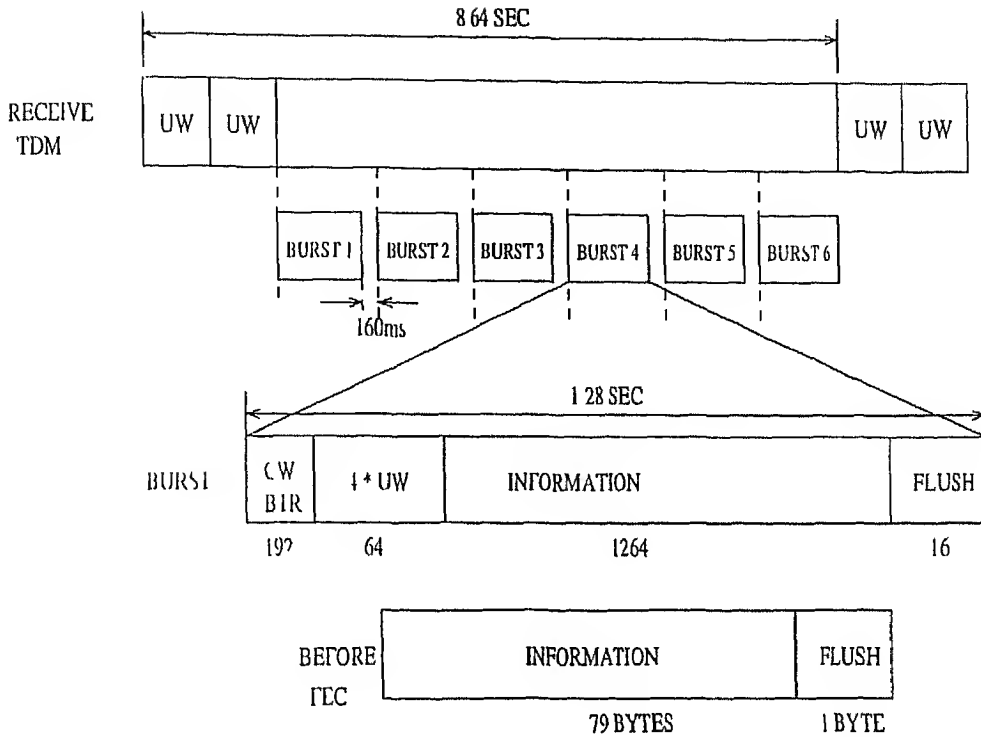 8 64 SEC
RECEIVE
TDM
UW UW UW UW
BURST 1 BURST 2 BURST 3 BURST 4 BURST 5 BURST 6
160ms
1 28 SEC
BURST
CW
BTR
4 * UW
INFORMATION
FLUSH
192 64 1264 16
BEFORE
FEC
INFORMATION
FLUSH
79 BYTES 1 BYTE